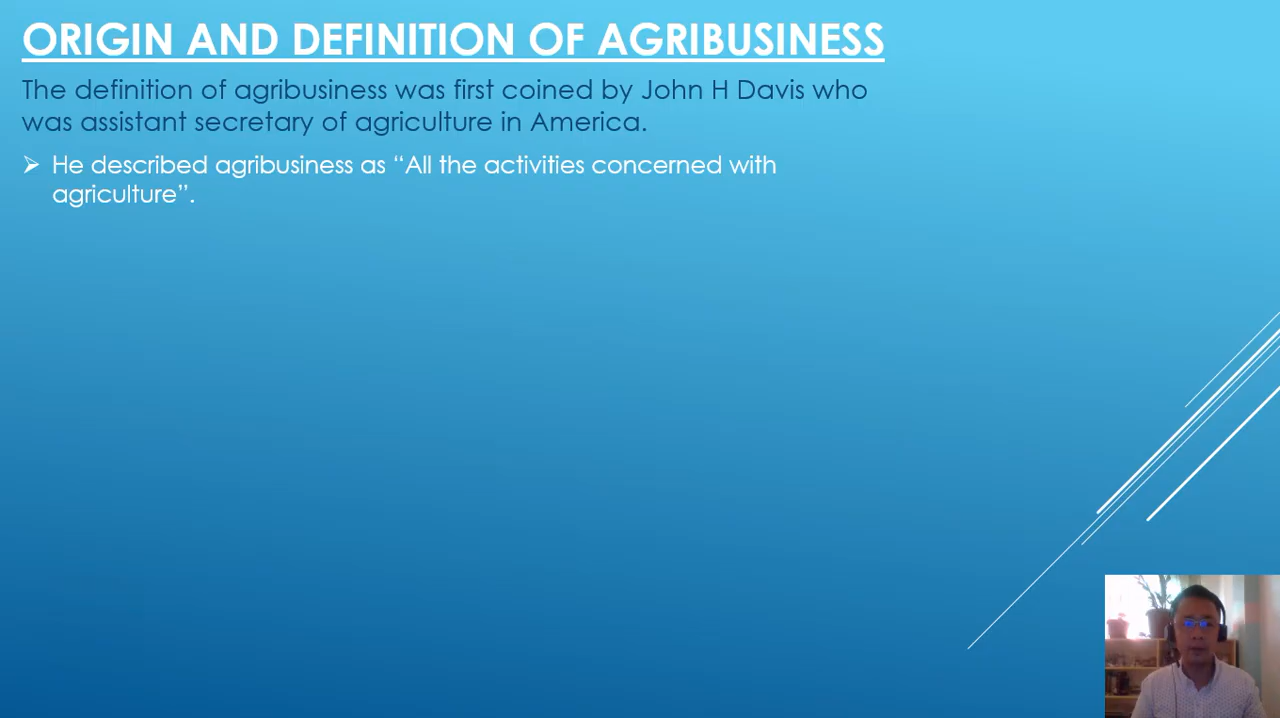 ORIGIN AND DEFINITION OF AGRIBUSINESS
The definition of agribusiness was first coined by John H Davis who
was assistant secretary of agriculture in America.
He described agribusiness as “All the activities concerned with
agriculture”.